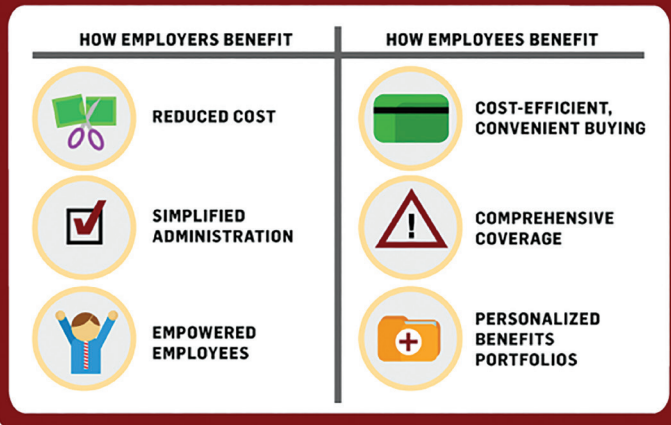 HOW EMPLOYERS BENEFIT
HOW EMPLOYEES BENEFIT
REDUCED COST
SIMPLIFIED
ADMINISTRATION
EMPOWERED
EMPLOYEES
COST-EFFICIENT,
CONVENIENT BUYING
COMPREHENSIVE
COVERAGE
PERSONALIZED
BENEFITS
PORTFOLIOS